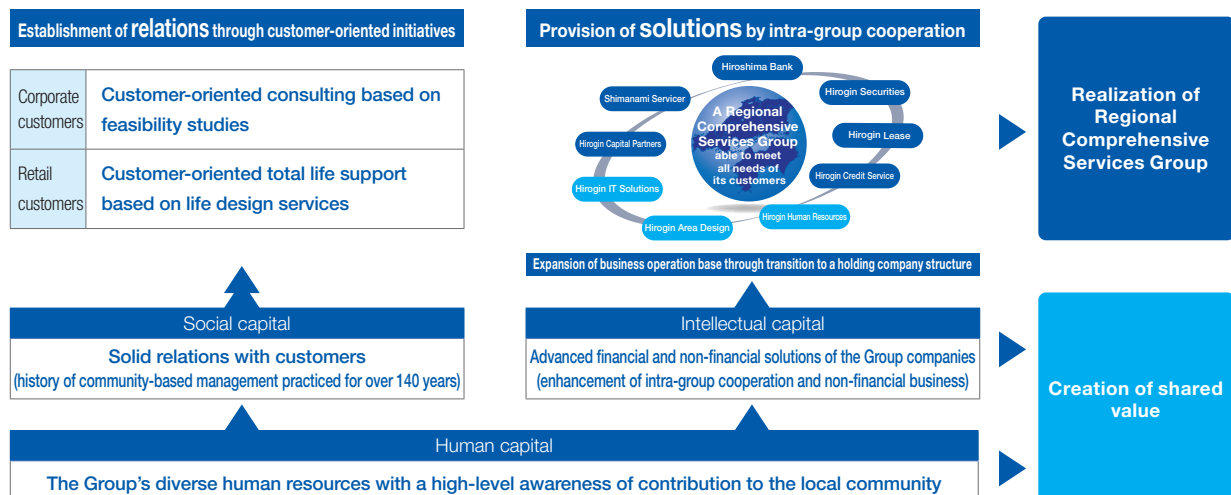 Establishment of relations through customer-oriented initiatives
Corporate
customers
Customer-oriented consulting based on
feasibility studies
Retail
customers
Customer-oriented total life support
based on life design services
Provision of solutions by intra-group cooperation
Hiroshima Bank
Shimanami Servicer
Hirogin Securities
Hirogin Capital Partners
Hirogin Lease
Hirogin IT Solutions
Hirogin Credit Service
Hirogin Area Design
Hirogin Human Resources
A Regional
Comprehensive
Services Group
able to meet
all needs of
its customers
Expansion of business operation base through transition to a holding company structure
Realization of
Regional
Comprehensive
Services Group
Social capital
Solid relations with customers
(history of community-based management practiced for over 140 years)
Intellectual capital
Advanced financial and non-financial solutions of the Group companies
(enhancement of intra-group cooperation and non-financial business)
Creation of shared
value
Human capital
The Group's diverse human resources with a high-level awareness of contribution to the local community